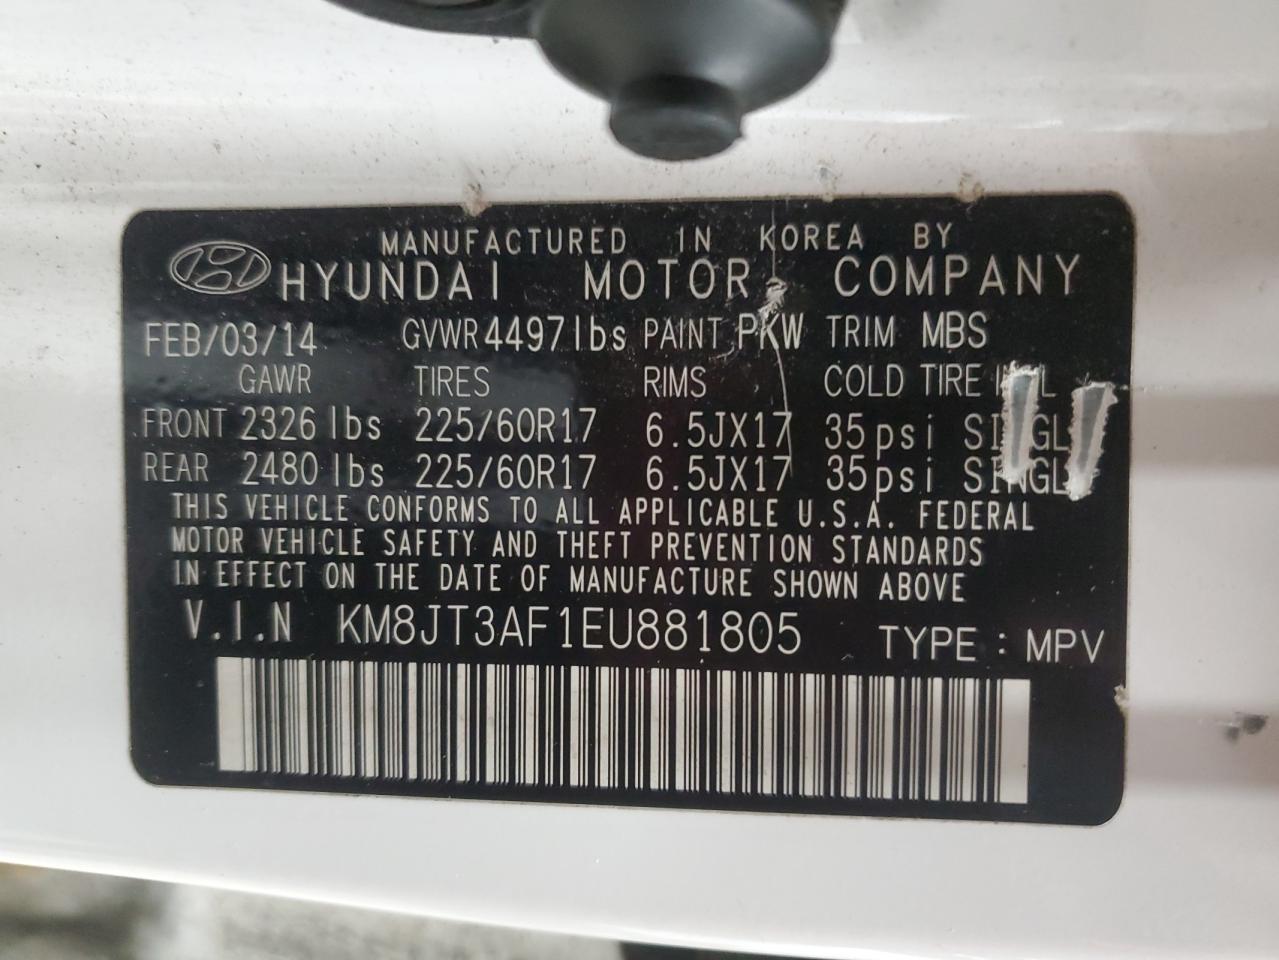 MANUFACTURED IN KOREA BY
HYUNDAI MOTOR COMPANY
FEB/03/14 GVWR 4497lbs PAINT PKW TRIM MBS
GAWR TIRES RIMS COLD TIRE
FRONT 2326 lbs 225/60R17 6.5JX17 35psi
REAR 2480 lbs 225/60R17 6.5JX17 35psi SINGLE
THIS VEHICLE CONFORMS TO ALL APPLICABLE U.S.A. FEDERAL
MOTOR VEHICLE SAFETY AND THEFT PREVENTION STANDARDS
IN EFFECT ON THE DATE OF MANUFACTURE SHOWN ABOVE
V.I.N KM8JT3AF1EU881805 TYPE : MPV